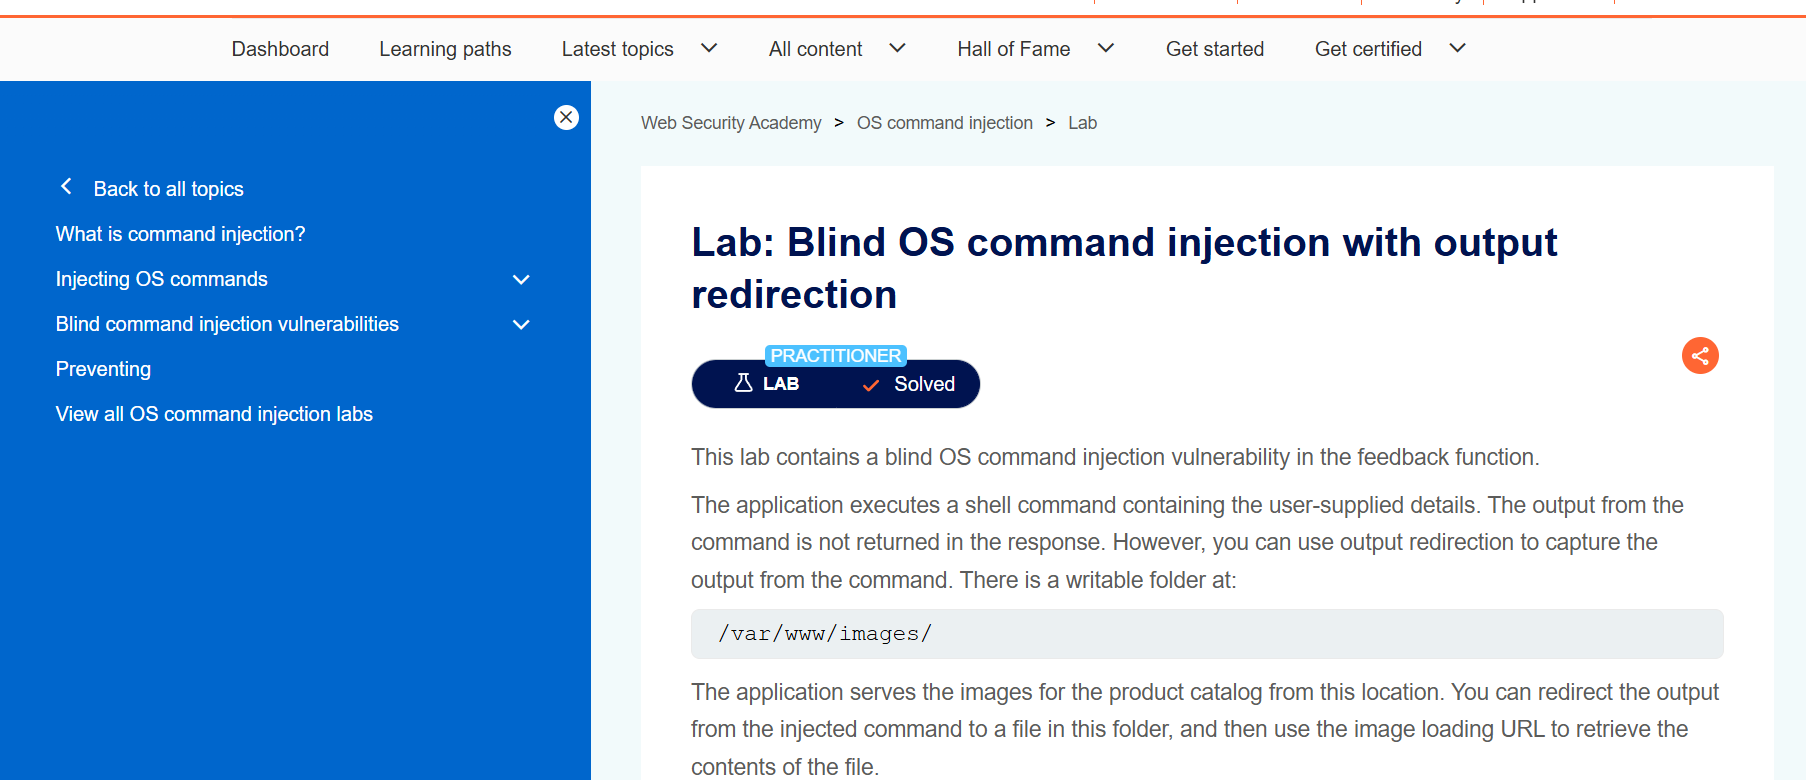 Dashboard Learning paths Latest topics All content Hall of Fame Get started Get certified
Back to all topics
What is command injection?
Injecting OS commands
Blind command injection vulnerabilities
Preventing
View all OS command injection labs
Web Security Academy > OS command injection > Lab
Lab: Blind OS command injection with output
redirection
PRACTITIONER
LAB Solved
This lab contains a blind OS command injection vulnerability in the feedback function.
The application executes a shell command containing the user-supplied details. The output from the
command is not returned in the response. However, you can use output redirection to capture the
output from the command. There is a writable folder at:
/var/www/images/
The application serves the images for the product catalog from this location. You can redirect the output
from the injected command to a file in this folder, and then use the image loading URL to retrieve the
contents of the file.